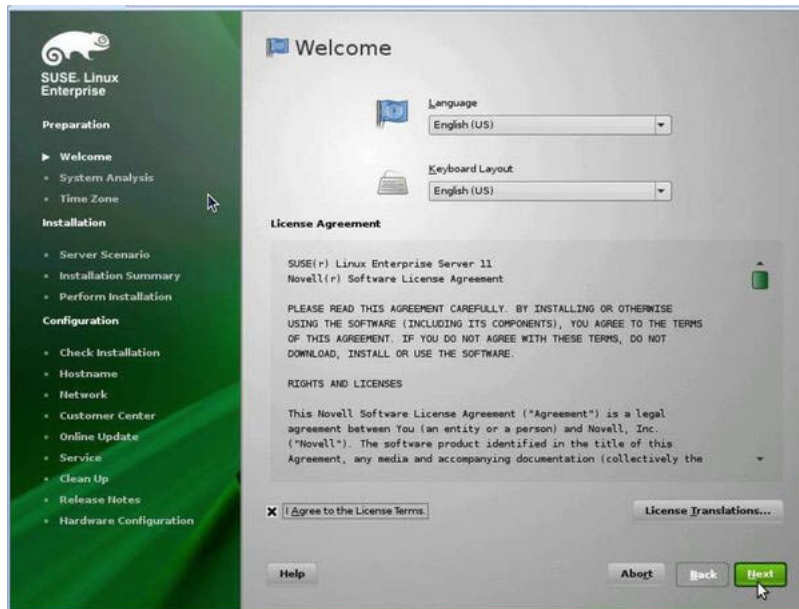 SUSE. Linux
Enterprise
Preparation
Welcome
System Analysis
Time Zone
Installation
Server Scenario
Installation Summary
Perform Installation
Configuration
Check Installation
Hostname
Network
Customer Center
Online Update
Service
Clean Up
Release Notes
Hardware Configuration
Welcome
Language
English (US)
Keyboard Layout
English (US)
License Agreement
SUSE(r) Linux Enterprise Server 11
Novell(r) Software License Agreement
PLEASE READ THIS AGREEMENT CAREFULLY. BY INSTALLING OR OTHERWISE
USING THE SOFTWARE (INCLUDING ITS COMPONENTS), YOU AGREE TO THE TERMS
OF THIS AGREEMENT. IF YOU DO NOT AGREE WITH THESE TERMS, DO NOT
DOWNLOAD, INSTALL OR USE THE SOFTWARE.
RIGHTS AND LICENSES
This Novell Software License Agreement ("Agreement") is a legal
agreement between You (an entity or a person) and Novell, Inc.
("Novell"). The software product identified in the title of this
Agreement, any media and accompanying documentation (collectively the
I Agree to the License Terms.
License Translations...
Help
Abort
Back
Next